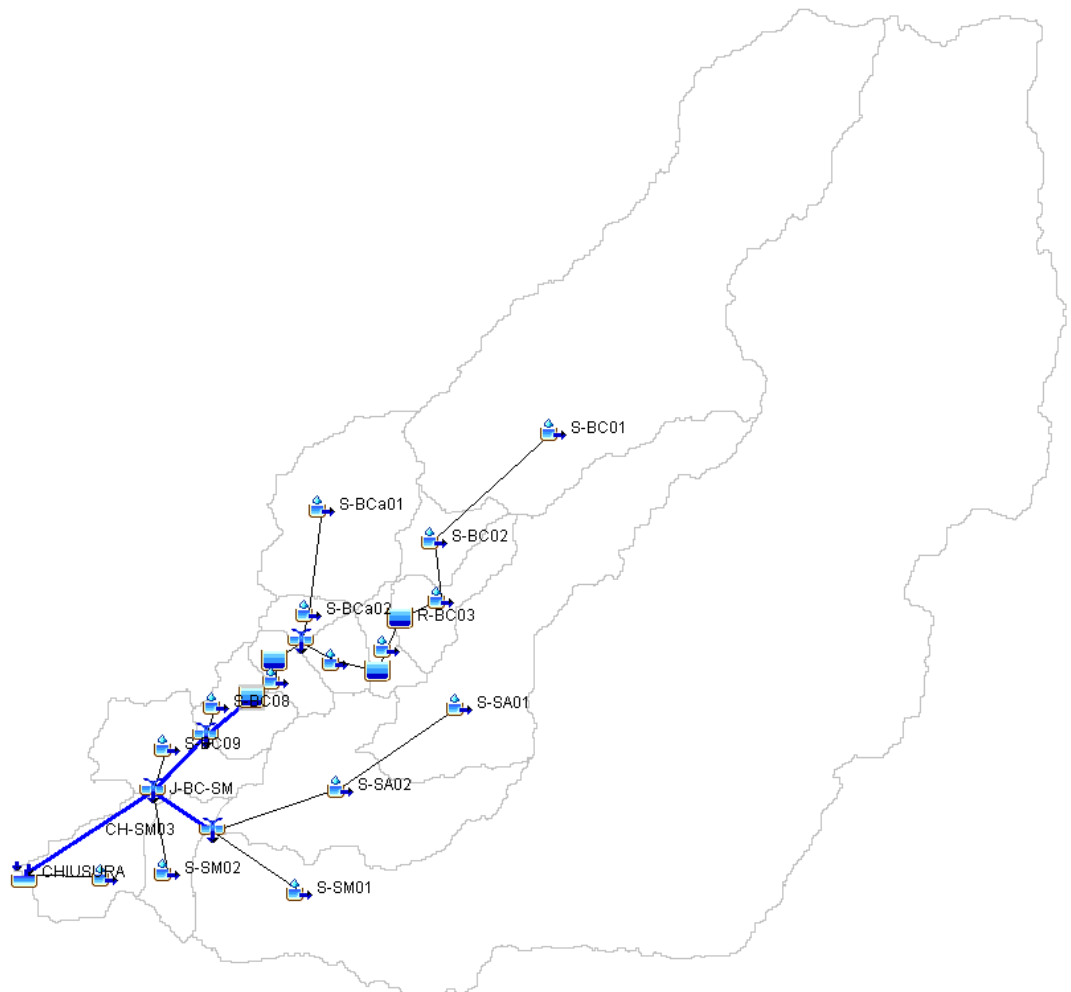 S-BC01
S-BCa01
S-BC02
S-BCa02
R-BC03
S-BC08
S-SA01
S-BC09
S-SA02
J-BC-SM
CH-SM03
S-SM02
CHIUSURA
S-SM01